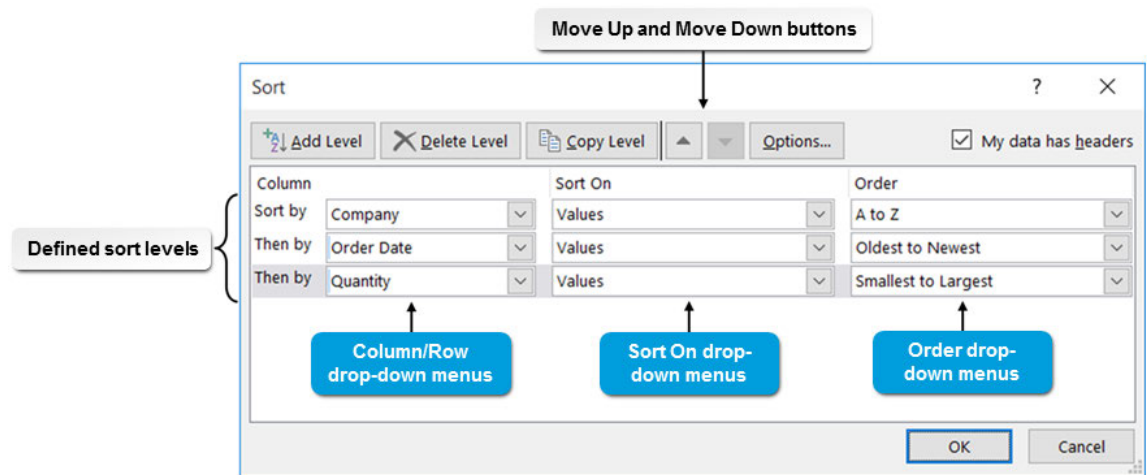 Move Up and Move Down buttons
Sort ?
Add Level Delete Level Copy Level Options... My data has headers
Column Sort On Order
Sort by Company Values A to Z
Defined sort levels
Then by Order Date Values Oldest to Newest
Then by Quantity Values Smallest to Largest
Column/Row
drop-down menus
Sort On drop-
down menus
Order drop-
down menus
OK Cancel